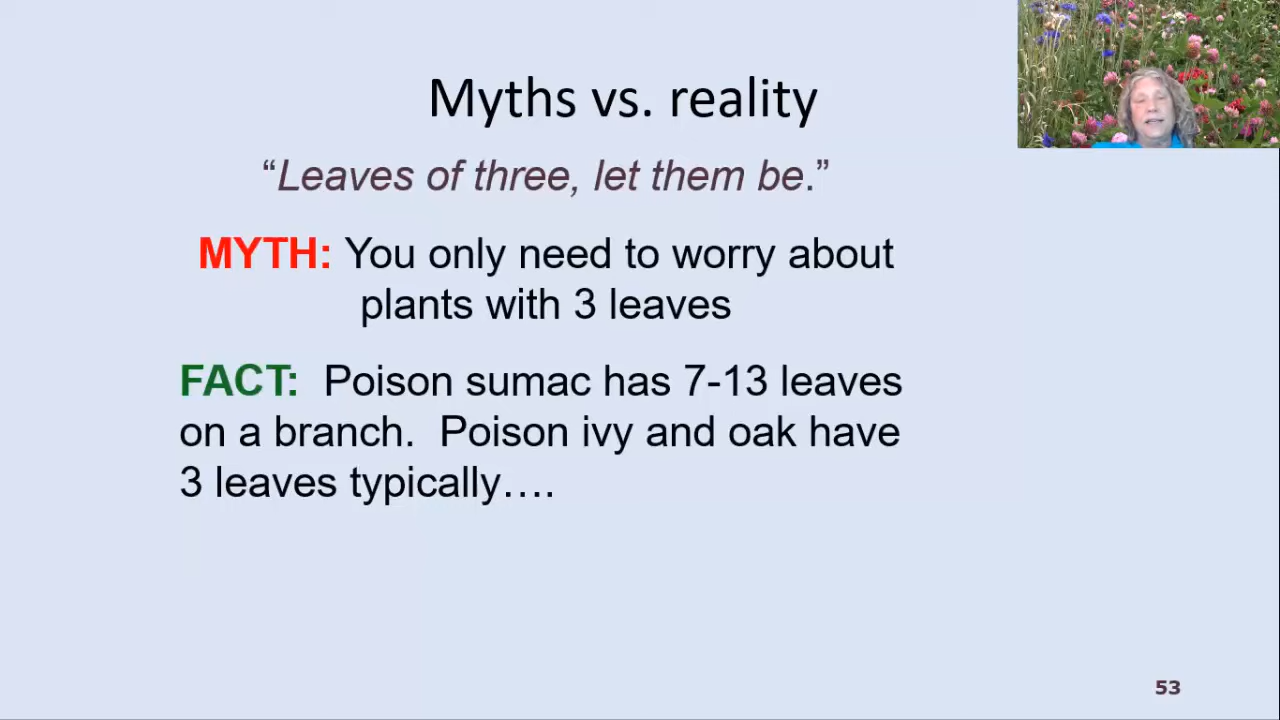 Myths vs. reality
“Leaves of three, let them be.”
MYTH: You only need to worry about
plants with 3 leaves
FACT: Poison sumac has 7-13 leaves
on a branch. Poison ivy and oak have
3 leaves typically….
53